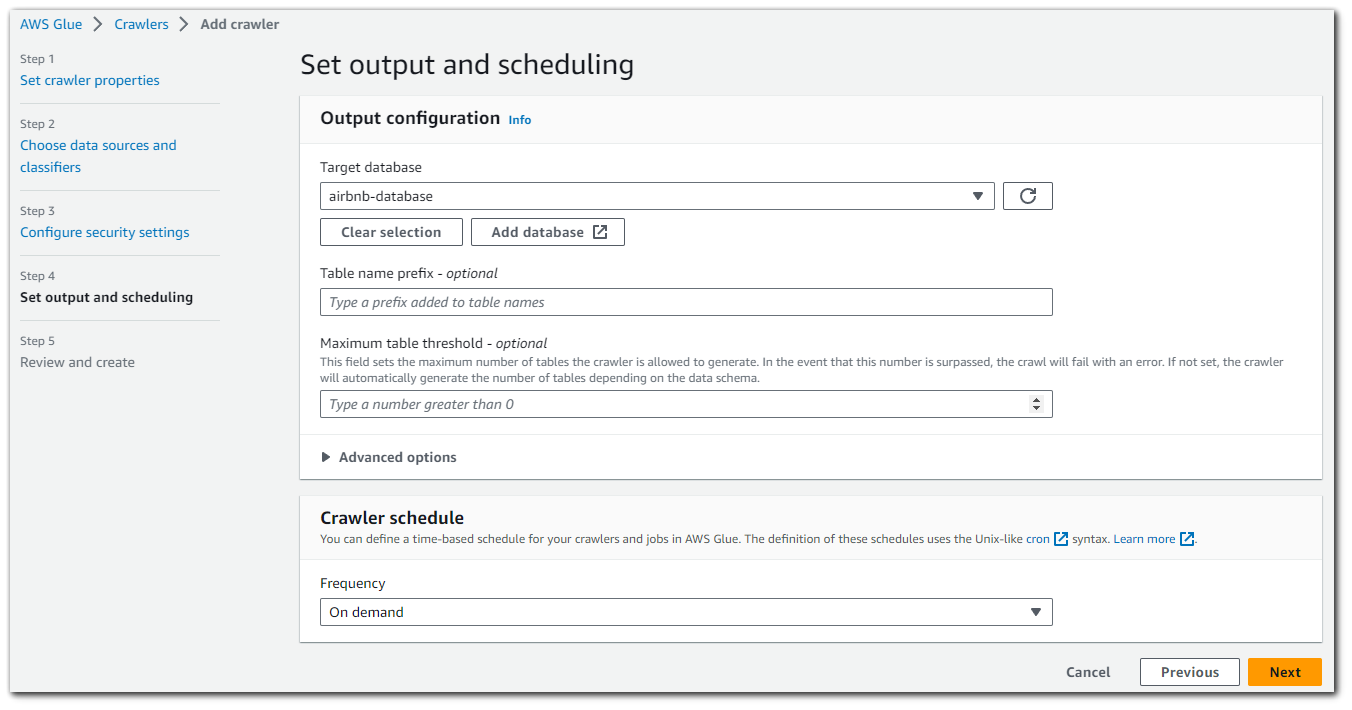 AWS Glue > Crawlers > Add crawler
Step 1
Set crawler properties
Step 2
Choose data sources and
classifiers
Step 3
Configure security settings
Step 4
Set output and scheduling
Step 5
Review and create
Set output and scheduling
Output configuration Info
Target database
airbnb-database
Clear selection Add database
Table name prefix - optional
Type a prefix added to table names
Maximum table threshold - optional
This field sets the maximum number of tables the crawler is allowed to generate. In the event that this number is surpassed, the crawl will fail with an error. If not set, the crawler
will automatically generate the number of tables depending on the data schema.
Type a number greater than 0
Advanced options
Crawler schedule
You can define a time-based schedule for your crawlers and jobs in AWS Glue. The definition of these schedules uses the Unix-like cron syntax. Learn more .
Frequency
On demand
Cancel Previous Next